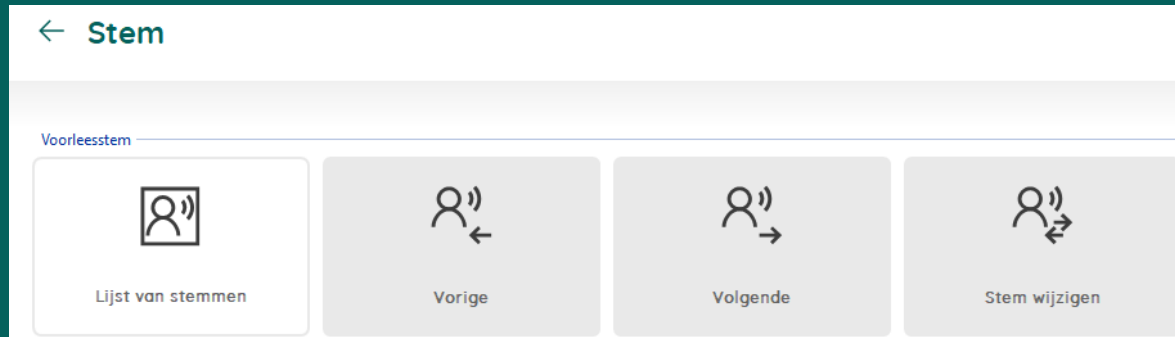 Stem
Voorleesstem
Lijst van stemmen
Vorige
Volgende
Stem wijzigen